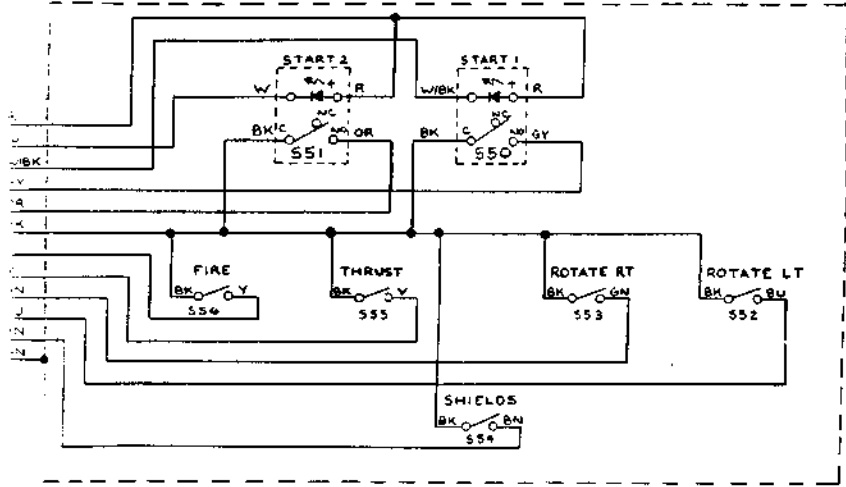 START 2
START 1
W
+
R
W/BK
+
R
BK
C
NC
NO
OR
BK
C
NC
NO
GY
S51
S50
/BK
Y
R
K
FIRE
THRUST
ROTATE RT
ROTATE LT
BK
Y
BK
V
BK
GN
BK
BU
S56
S55
S53
S52
N
U
N
N
SHIELDS
BK
BN
S54